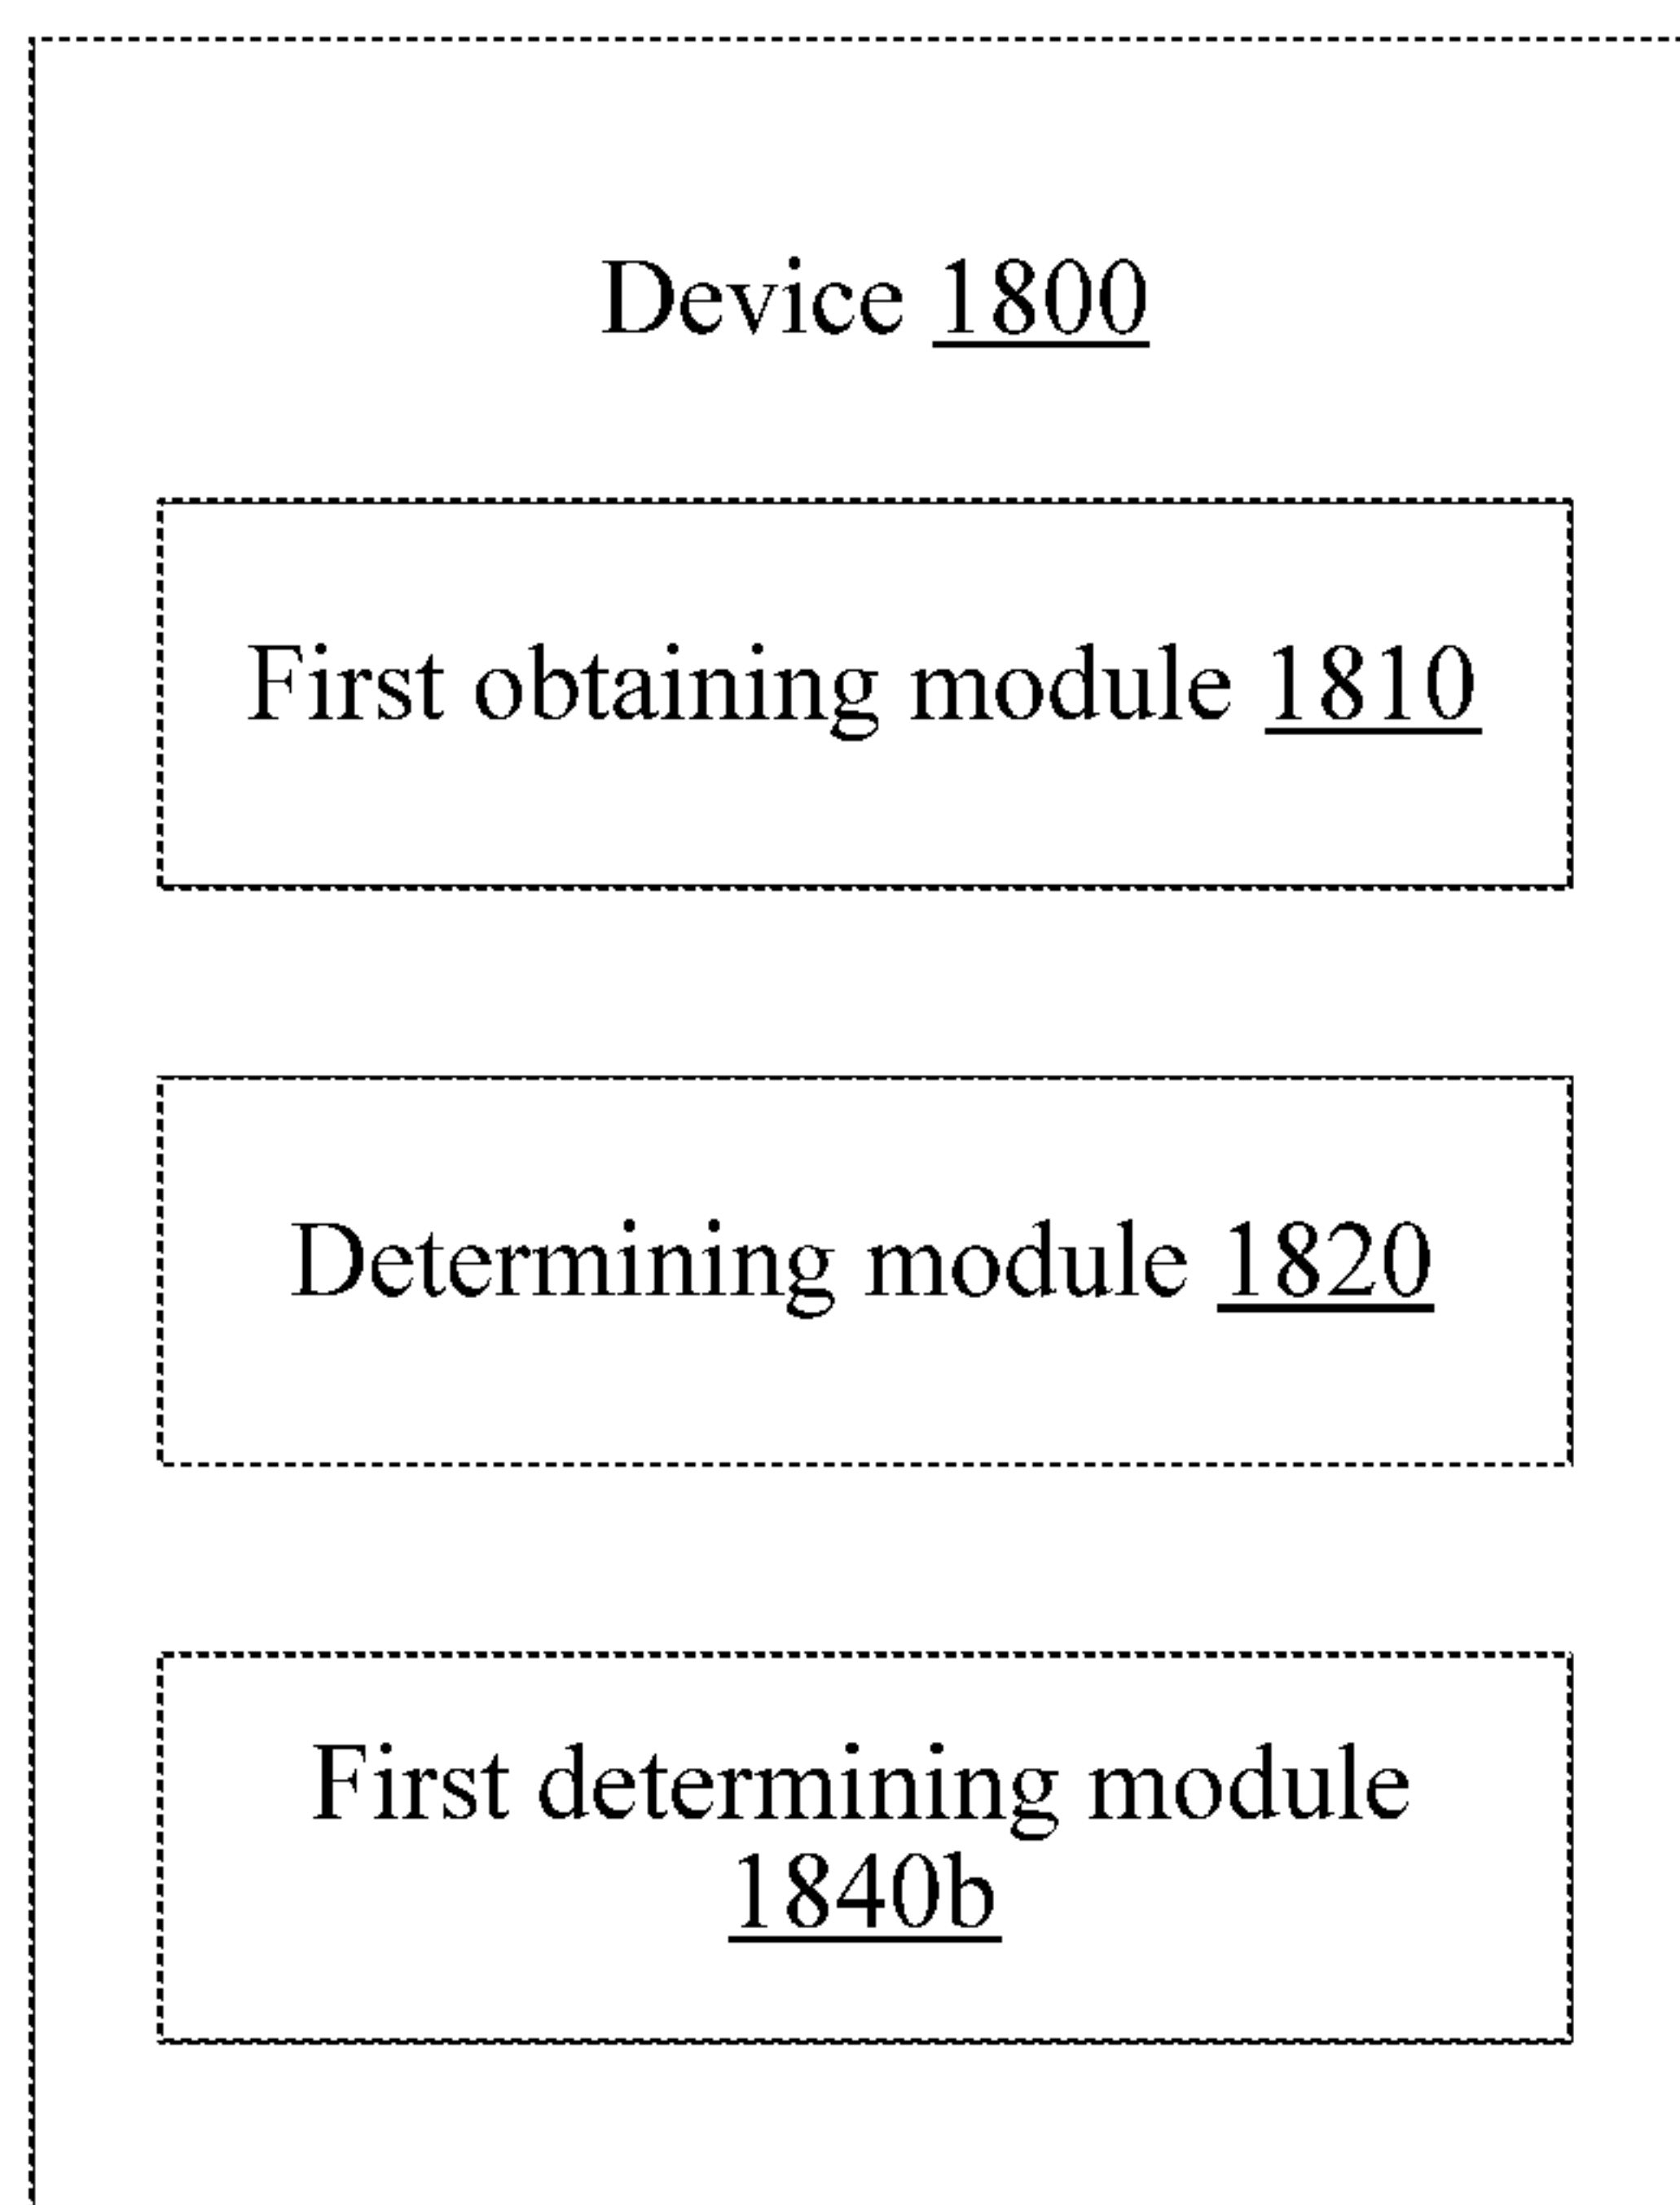 Device 1800
First obtaining module 1810
Determining module 1820
First determining module
1840b